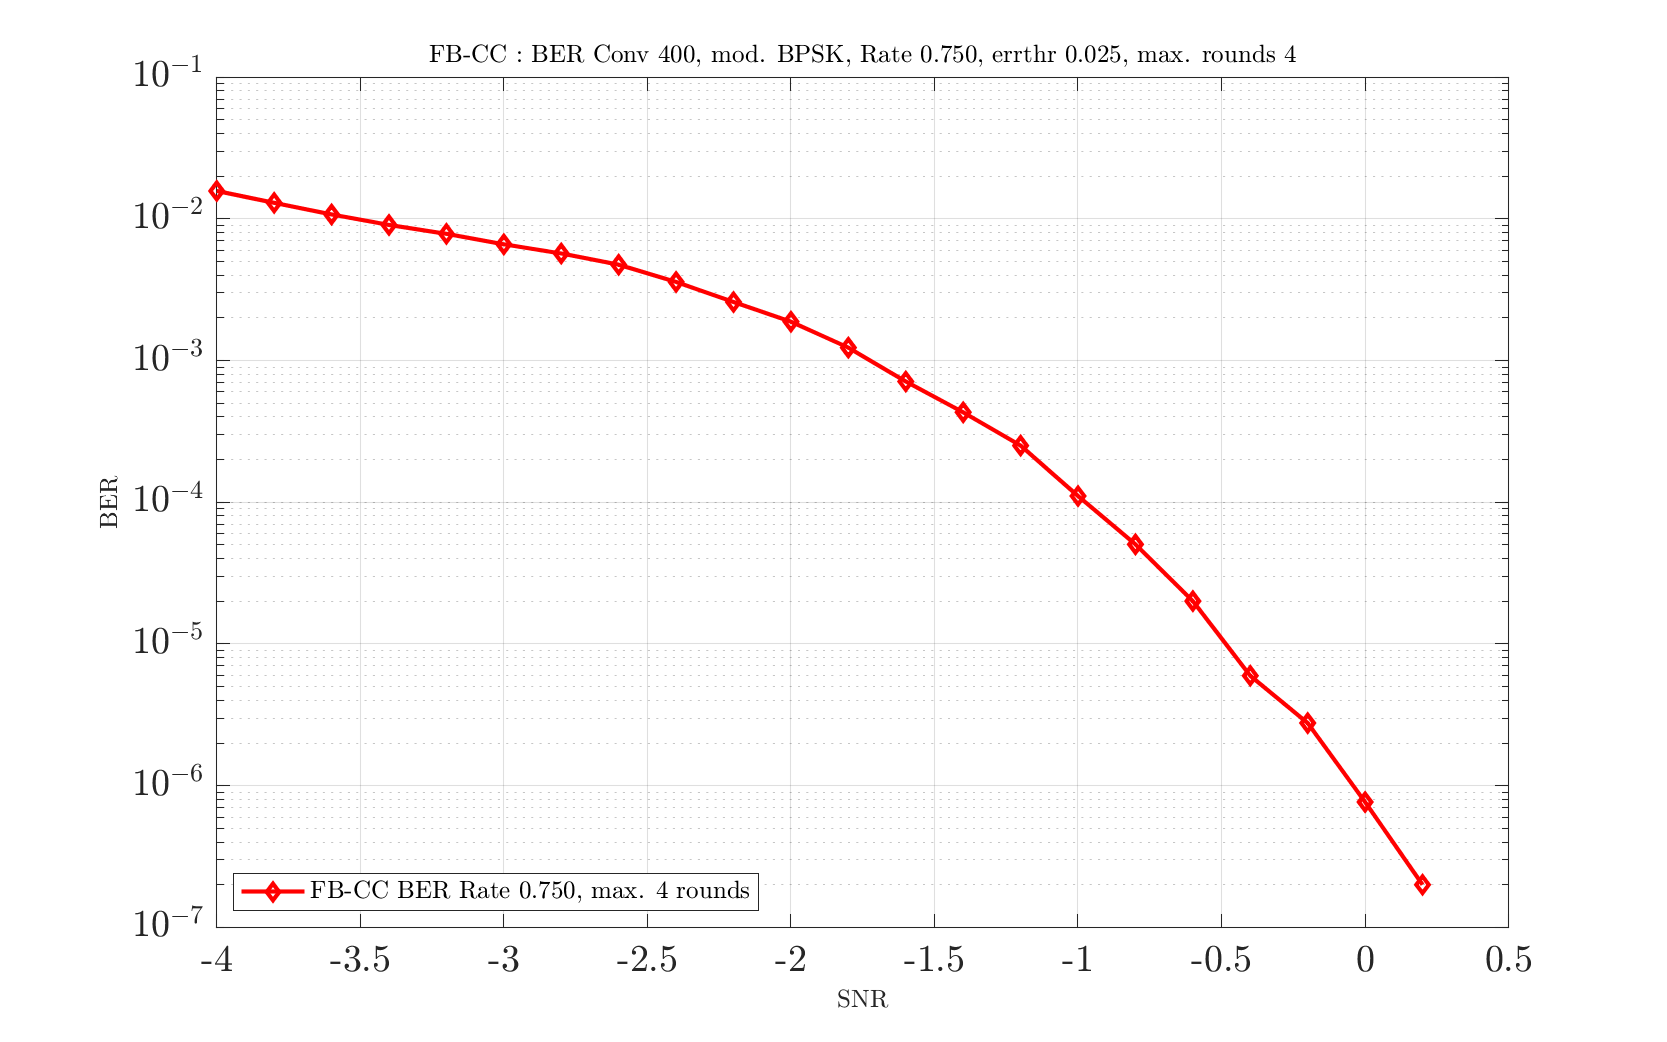 FB-CC : BER Conv 400, mod. BPSK, Rate 0.750, errthr 0.025, max. rounds 4
10⁻¹
10⁻²
10⁻³
10⁻⁴
10⁻⁵
10⁻⁶
10⁻⁷
BER
FB-CC BER Rate 0.750, max. 4 rounds
-4 -3.5 -3 -2.5 -2 -1.5 -1 -0.5 0 0.5
SNR